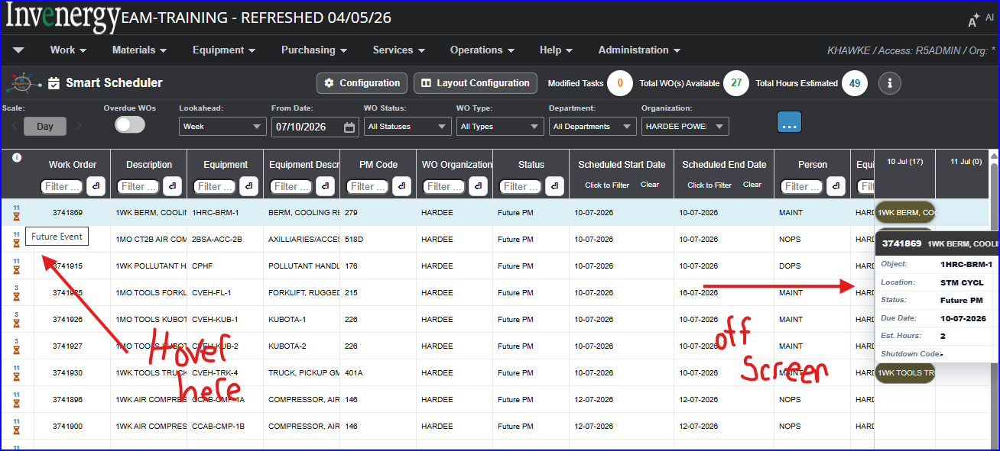 Invenergy EAM-TRAINING - REFRESHED 04/05/26 AI
Work Materials Equipment Purchasing Services Operations Help Administration KHAWKE / Access: R5ADMIN / Org: *
Smart Scheduler Configuration Layout Configuration Modified Tasks 0 Total WO(s) Available 27 Total Hours Estimated 49
Scale: Overdue WOs Lookahead: From Date: WO Status: WO Type: Department: Organization:
Day Week 07/10/2026 All Statuses All Types All Departments HARDEE POWE ...
Work Order Description Equipment Equipment Descr PM Code WO Organization Status Scheduled Start Date Scheduled End Date Person Equi 10 Jul (17) 11 Jul (0)
Filter ... Filter ... Filter ... Filter ... Filter ... Filter ... Filter ... Click to Filter Clear Click to Filter Clear Filter ... Filt
11 3741869 1WK BERM, COOLIN 1HRC-BRM-1 BERM, COOLING RE 279 HARDEE Future PM 10-07-2026 10-07-2026 MAINT HARD 1WK BERM, COO
11 Future Event 1MO CT2B AIR COM 2BSA-ACC-2B AXILLIARIES/ACCES 518D HARDEE Future PM 10-07-2026 10-07-2026 NOPS HARD
11 3741915 1WK POLLUTANT H CPHF POLLUTANT HANDL 176 HARDEE Future PM 10-07-2026 10-07-2026 DOPS HARD
3 3741925 1MO TOOLS FORKL CVEH-FL-1 FORKLIFT, RUGGED 215 HARDEE Future PM 10-07-2026 16-07-2026 MAINT HARD
3 3741926 1MO TOOLS KUBOT CVEH-KUB-1 KUBOTA-1 226 HARDEE Future PM 10-07-2026 10-07-2026 MAINT HARD
3 3741927 1MO TOOLS KUBOT CVEH-KUB-2 KUBOTA-2 226 HARDEE Future PM 10-07-2026 10-07-2026 MAINT HARD
11 3741930 1WK TOOLS TRUCK CVEH-TRK-4 TRUCK, PICKUP GM 401A HARDEE Future PM 10-07-2026 10-07-2026 MAINT HARD 1WK TOOLS TR
11 3741896 1WK AIR COMPRES CCAB-CMP-1A COMPRESSOR, AIR 146 HARDEE Future PM 12-07-2026 12-07-2026 NOPS HARD
11 3741900 1WK AIR COMPRES CCAB-CMP-1B COMPRESSOR, AIR 146 HARDEE Future PM 12-07-2026 12-07-2026 NOPS HARD
11
3741869 1WK BERM, COOLI
Object: 1HRC-BRM-1
Location: STM CYCL
Status: Future PM
Due Date: 10-07-2026
Est. Hours: 2
Shutdown Code: -
Hover
here
off
Screen